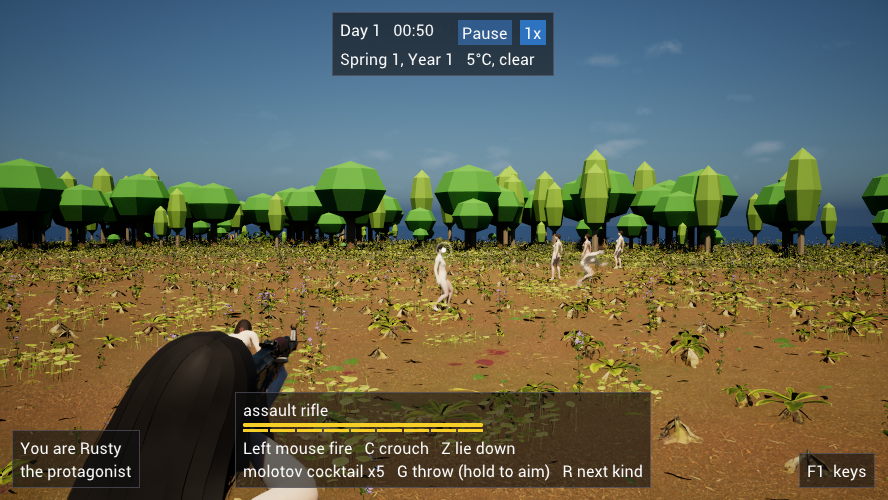 Day 1 00:50 Pause 1x
Spring 1, Year 1 5°C, clear
assault rifle
Left mouse fire C crouch Z lie down
molotov cocktail x5 G throw (hold to aim) R next kind
You are Rusty
the protagonist
F1 keys